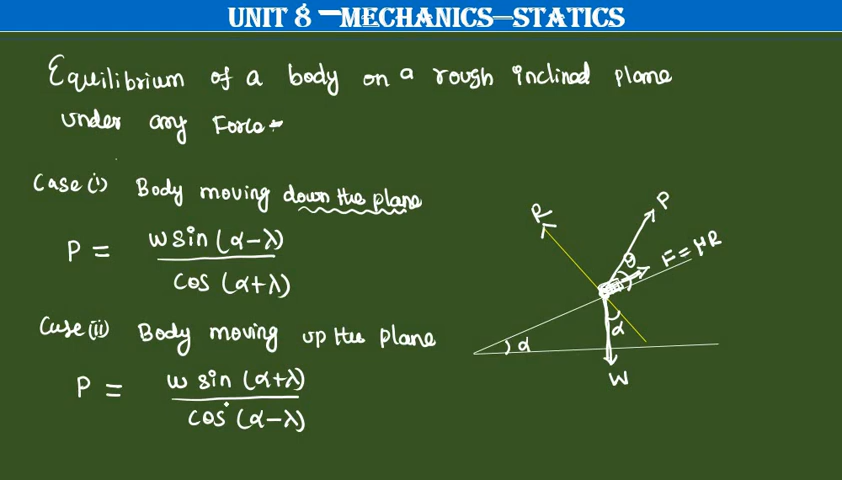 UNIT 8 – MECHANICS–STATICS
Equilibrium of a body on a rough inclined plane
under any Force -
Case (i) Body moving down the plane
P = w sin (α−λ)
cos (α+λ)
Case (ii) Body moving up the plane
P = w sin (α+λ)
cos (α−λ)
R
P
θ
F = μR
α
α
W